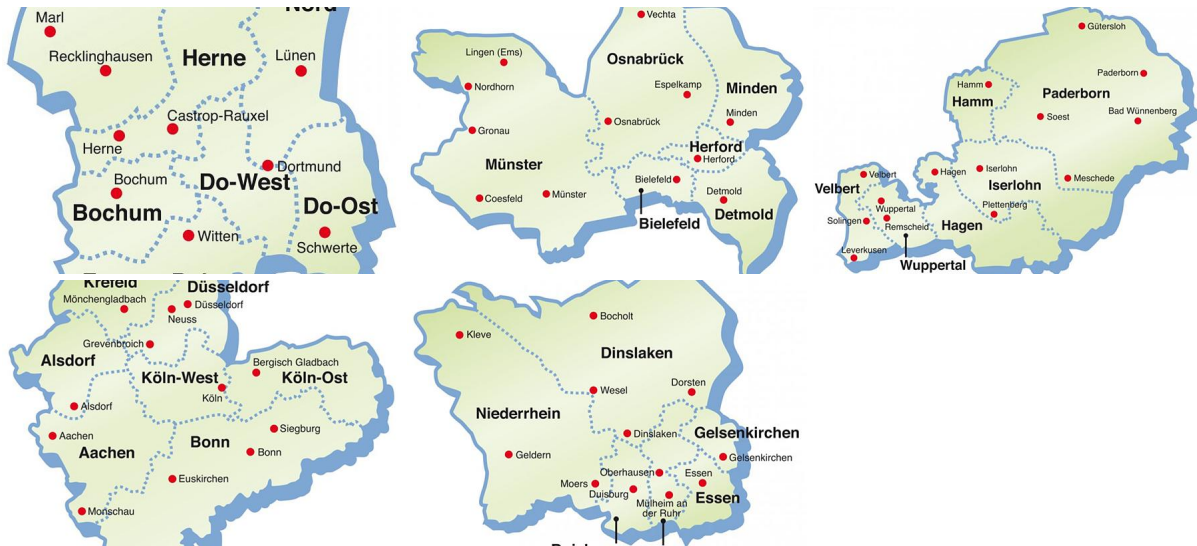 Nord
Marl
Recklinghausen
Herne
Lünen
Castrop-Rauxel
Herne
Dortmund
Bochum
Do-West
Bochum
Do-Ost
Witten
Schwerte
Vechta
Lingen (Ems)
Osnabrück
Nordhorn
Espelkamp
Minden
Minden
Gronau
Osnabrück
Herford
Herford
Münster
Bielefeld
Coesfeld
Münster
Detmold
Detmold
Bielefeld
Gütersloh
Paderborn
Hamm
Paderborn
Hamm
Soest
Bad Wünnenberg
Velbert
Hagen
Iserlohn
Meschede
Velbert
Iserlohn
Wuppertal
Plettenberg
Solingen
Remscheid
Hagen
Leverkusen
Wuppertal
Krefeld
Düsseldorf
Mönchengladbach
Düsseldorf
Neuss
Grevenbroich
Alsdorf
Bergisch Gladbach
Köln-West
Köln-Ost
Köln
Alsdorf
Siegburg
Aachen
Bonn
Aachen
Bonn
Euskirchen
Monschau
Bocholt
Kleve
Dinslaken
Wesel
Dorsten
Niederrhein
Dinslaken
Gelsenkirchen
Geldern
Gelsenkirchen
Oberhausen
Essen
Moers
Duisburg
Essen
Mülheim an
der Ruhr